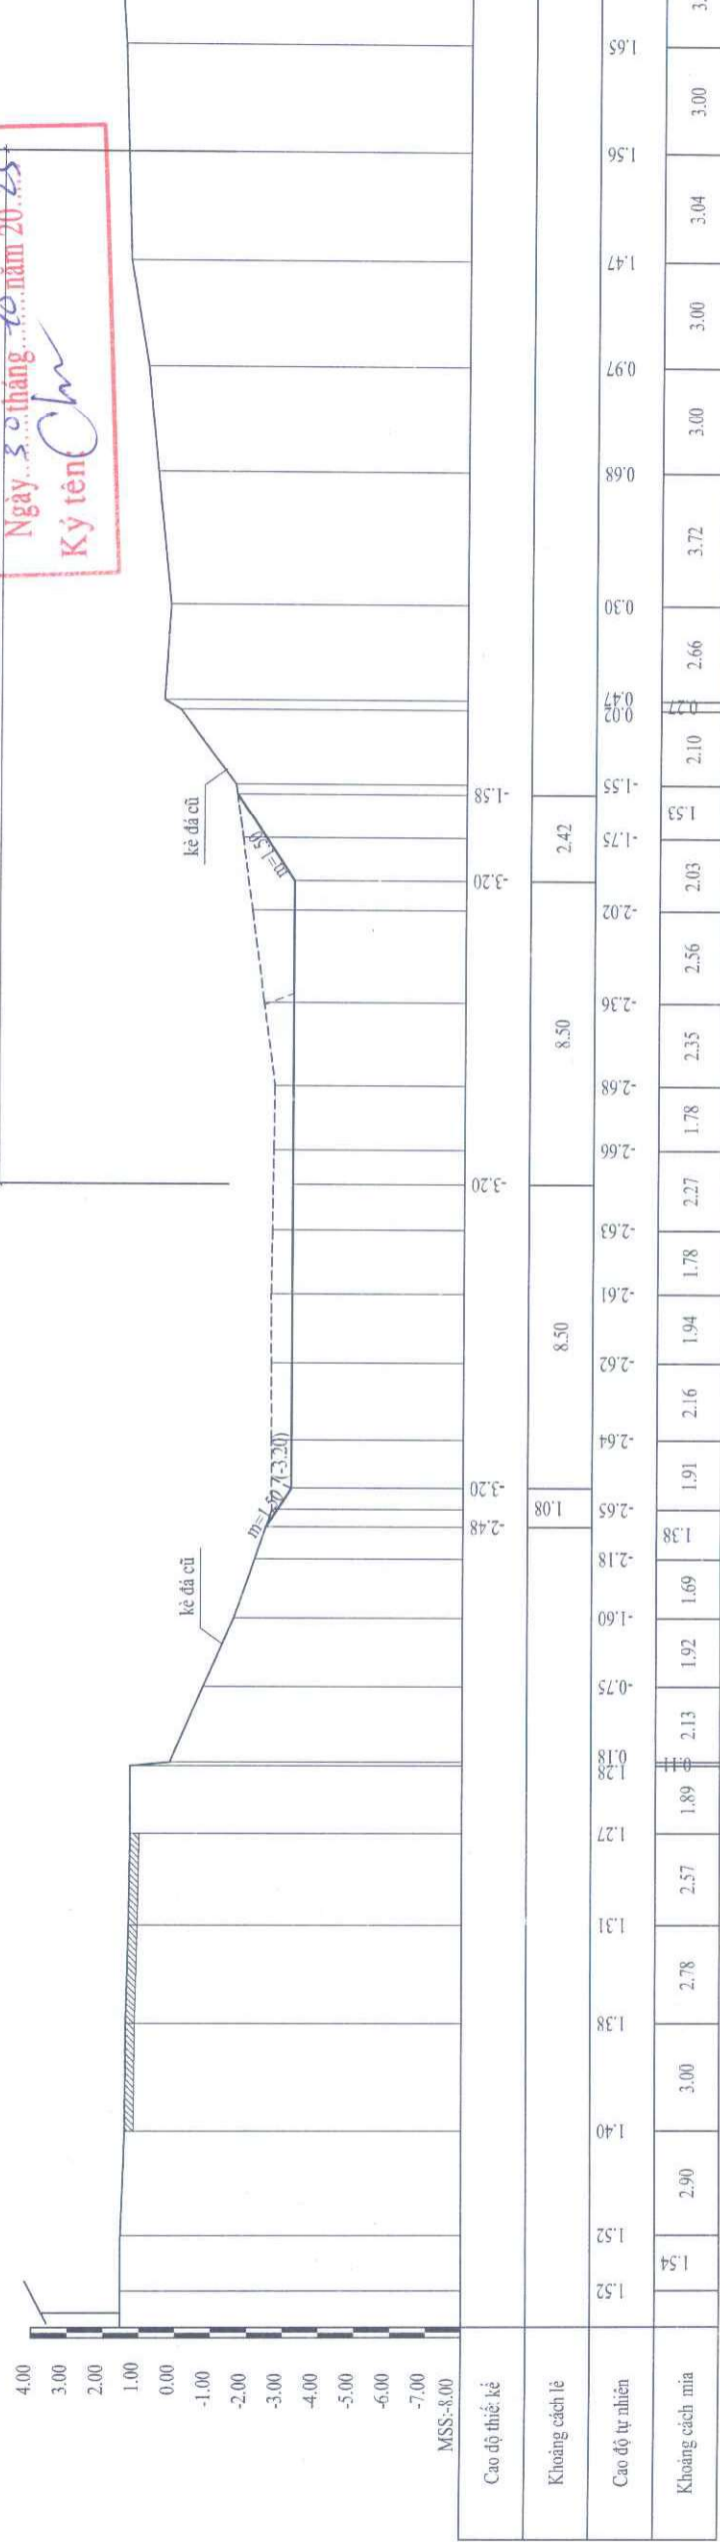 Ngày 30 tháng 10 năm 2025
Ký tên:
kè đá cũ
kè đá cũ
m=1.50
m=1.50
7(-3.20)
4.00
3.00
2.00
1.00
0.00
-1.00
-2.00
-3.00
-4.00
-5.00
-6.00
-7.00
MSS:-8.00
Cao độ thiết kế
-2.48 -3.20 -3.20 -3.20 -1.58
Khoảng cách lẻ
1.08 8.50 8.50 2.42
Cao độ tự nhiên
1.52 1.52 1.40 1.38 1.31 1.27 1.28 0.18 -0.75 -1.60 -2.18 -2.65 -2.64 -2.62 -2.61 -2.63 -2.66 -2.68 -2.36 -2.02 -1.75 -1.55 0.02 0.47 0.30 0.68 0.97 1.47 1.56 1.65
Khoảng cách mia
1.54 2.90 3.00 2.78 2.57 1.89 0.11 2.13 1.92 1.69 1.38 1.91 2.16 1.94 1.78 2.27 1.78 2.35 2.56 2.03 1.53 2.10 0.27 2.66 3.72 3.00 3.00 3.04 3.00